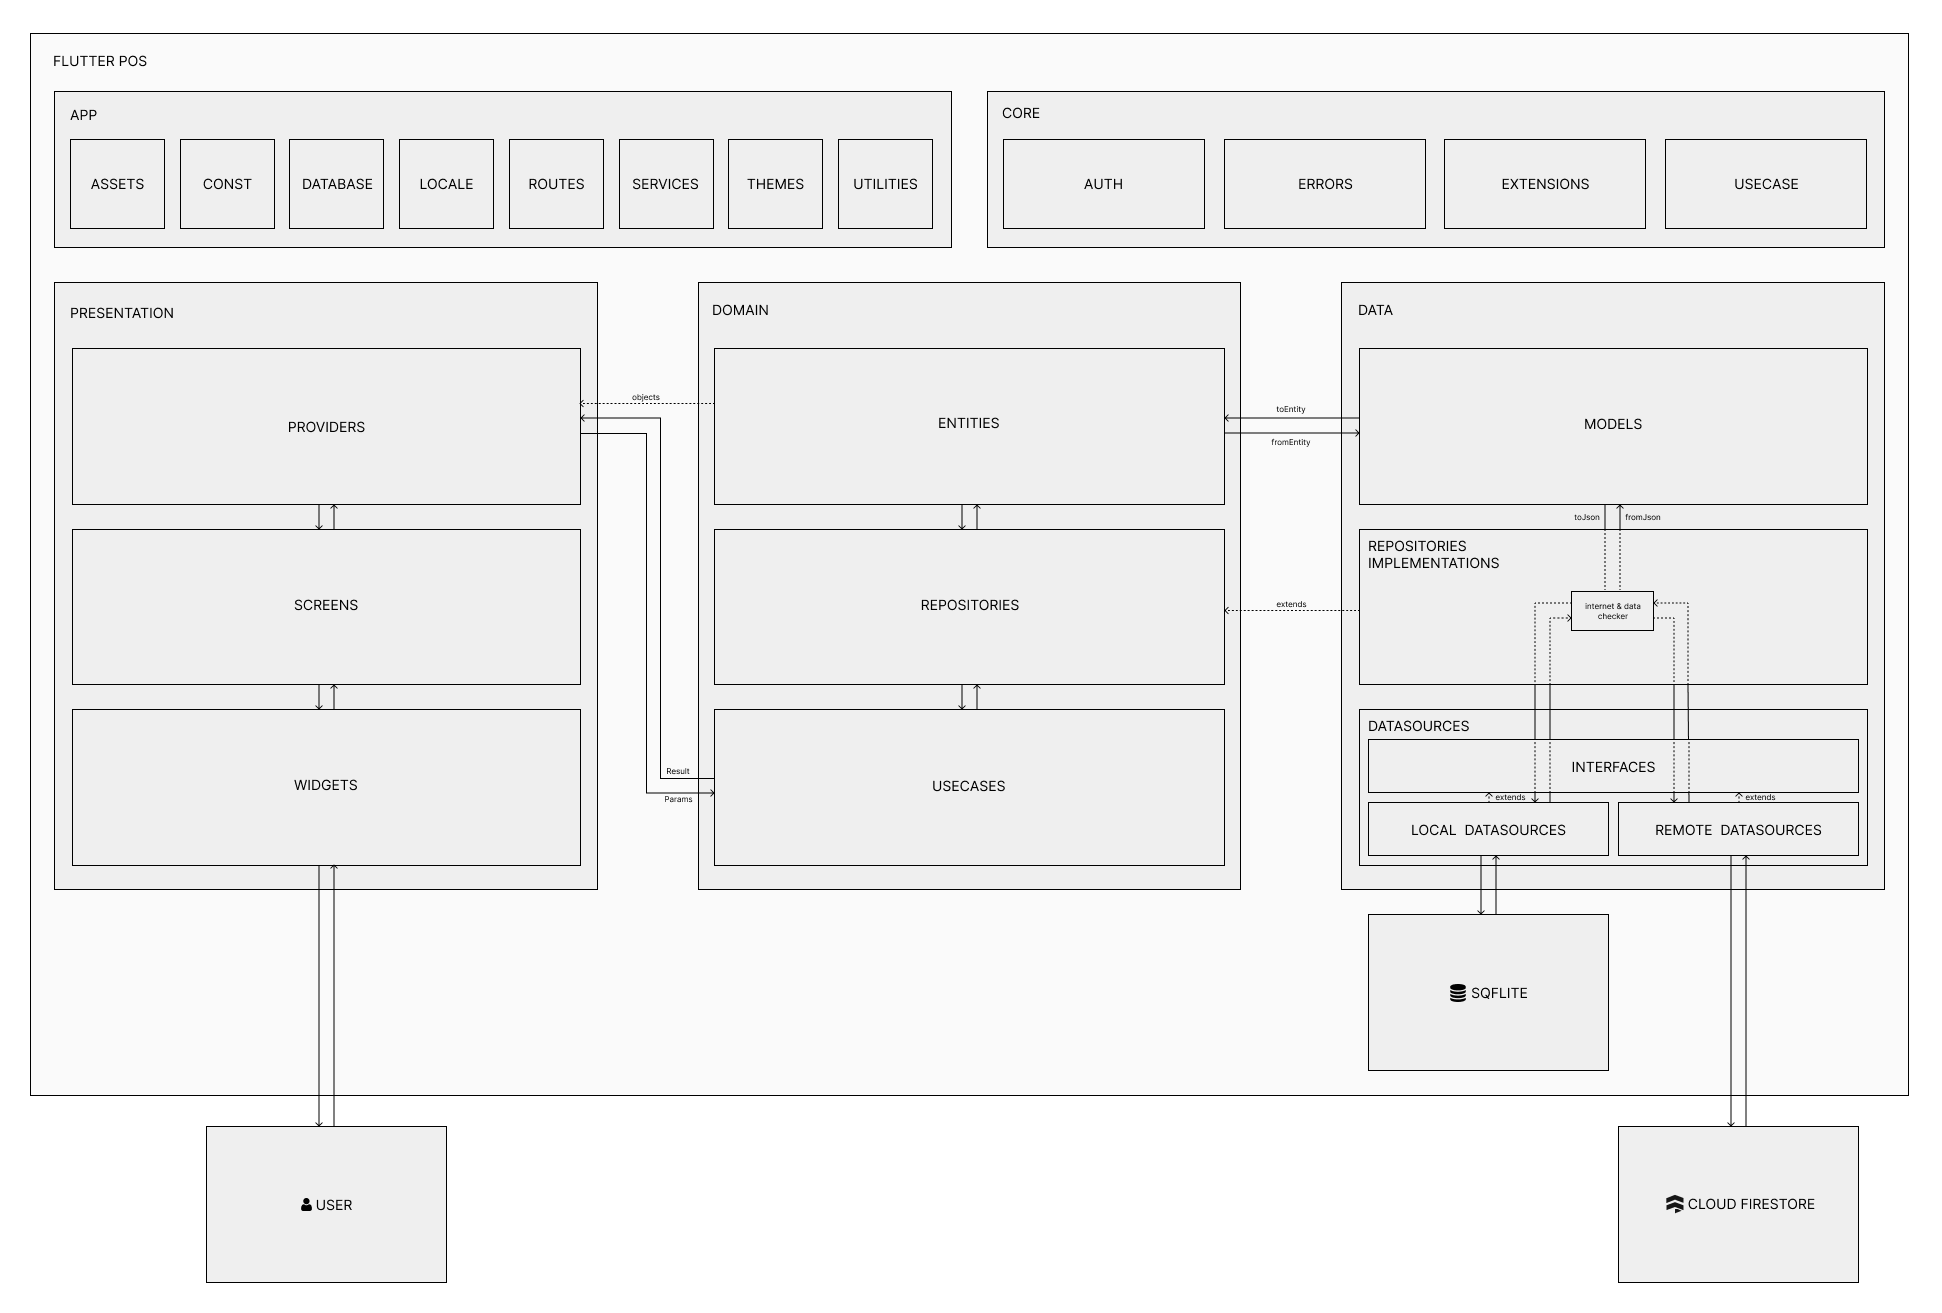 FLUTTER POS
APP
ASSETS
CONST
DATABASE
LOCALE
ROUTES
SERVICES
THEMES
UTILITIES
CORE
AUTH
ERRORS
EXTENSIONS
USECASE
PRESENTATION
PROVIDERS
SCREENS
WIDGETS
objects
Result
Params
DOMAIN
ENTITIES
REPOSITORIES
USECASES
toEntity
fromEntity
extends
DATA
MODELS
toJson
fromJson
REPOSITORIES
IMPLEMENTATIONS
internet & data
checker
DATASOURCES
INTERFACES
extends
extends
LOCAL DATASOURCES
REMOTE DATASOURCES
SQFLITE
USER
CLOUD FIRESTORE